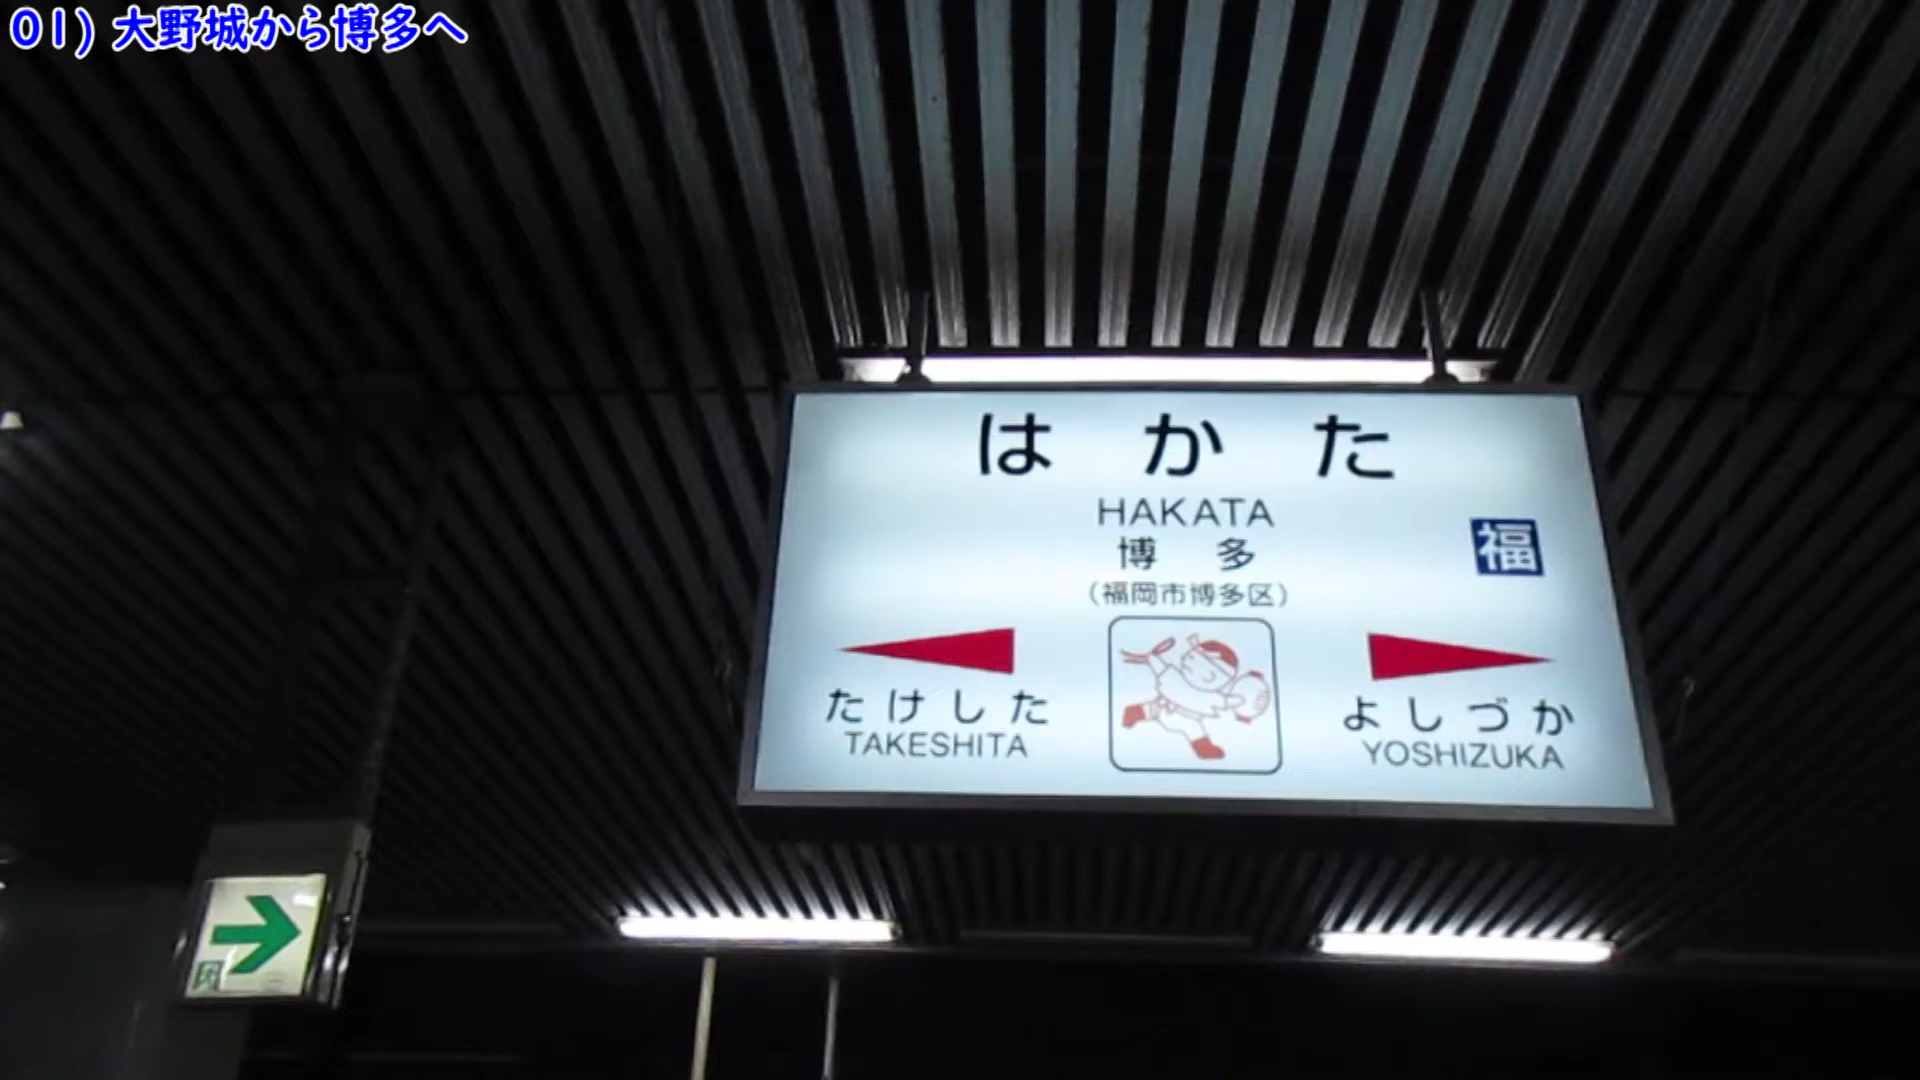 01) 大野城から博多へ
はかた
HAKATA
博多
福
(福岡市博多区)
たけした
TAKESHITA
よしづか
YOSHIZUKA